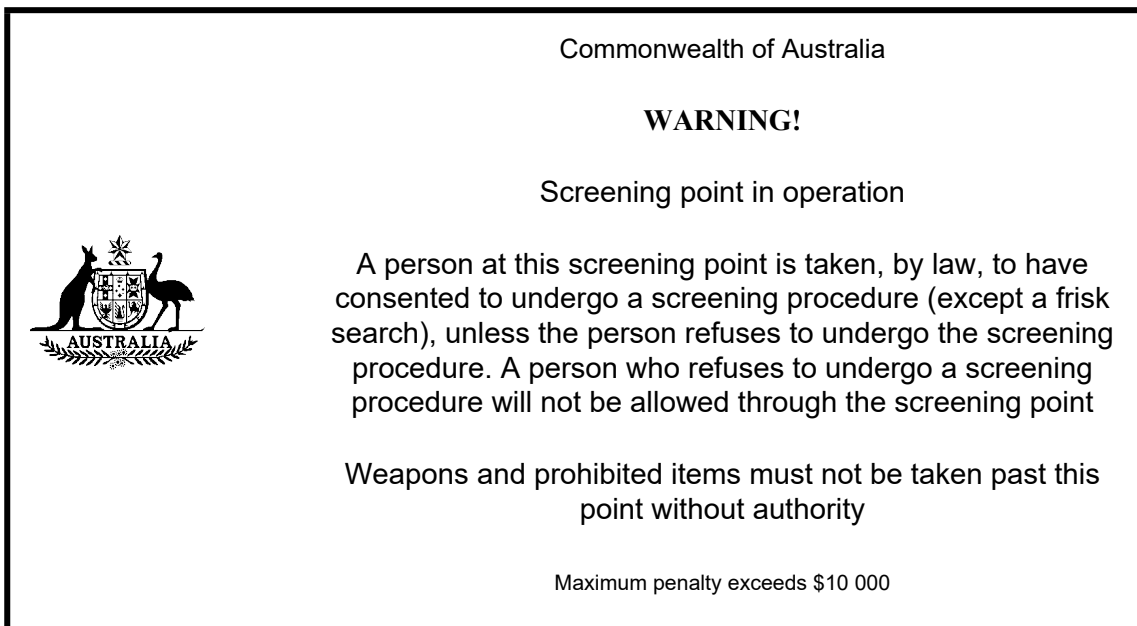 Commonwealth of Australia
WARNING!
Screening point in operation
AUSTRALIA
A person at this screening point is taken, by law, to have
consented to undergo a screening procedure (except a frisk
search), unless the person refuses to undergo the screening
procedure. A person who refuses to undergo a screening
procedure will not be allowed through the screening point
Weapons and prohibited items must not be taken past this
point without authority
Maximum penalty exceeds $10 000